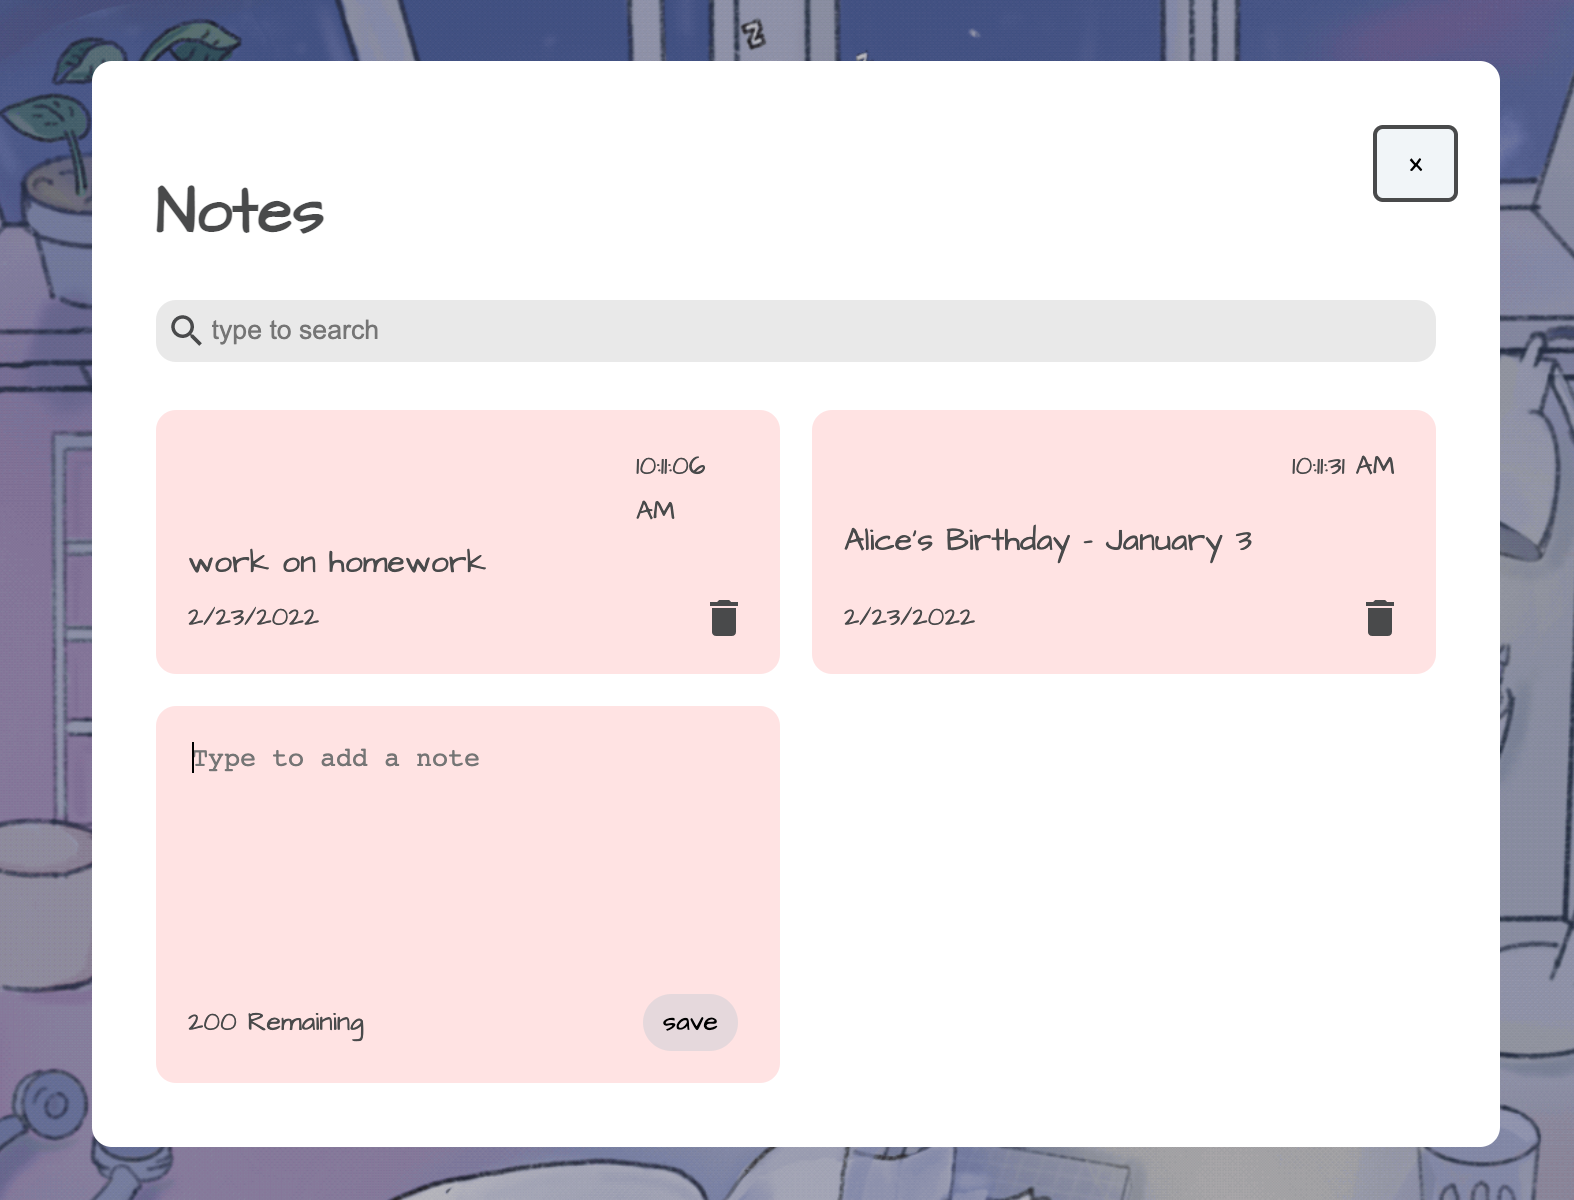 z
z
x
Notes
type to search
10:11:06
AM
work on homework
2/23/2022
10:11:31 AM
Alice's Birthday - January 3
2/23/2022
Type to add a note
200 Remaining
save